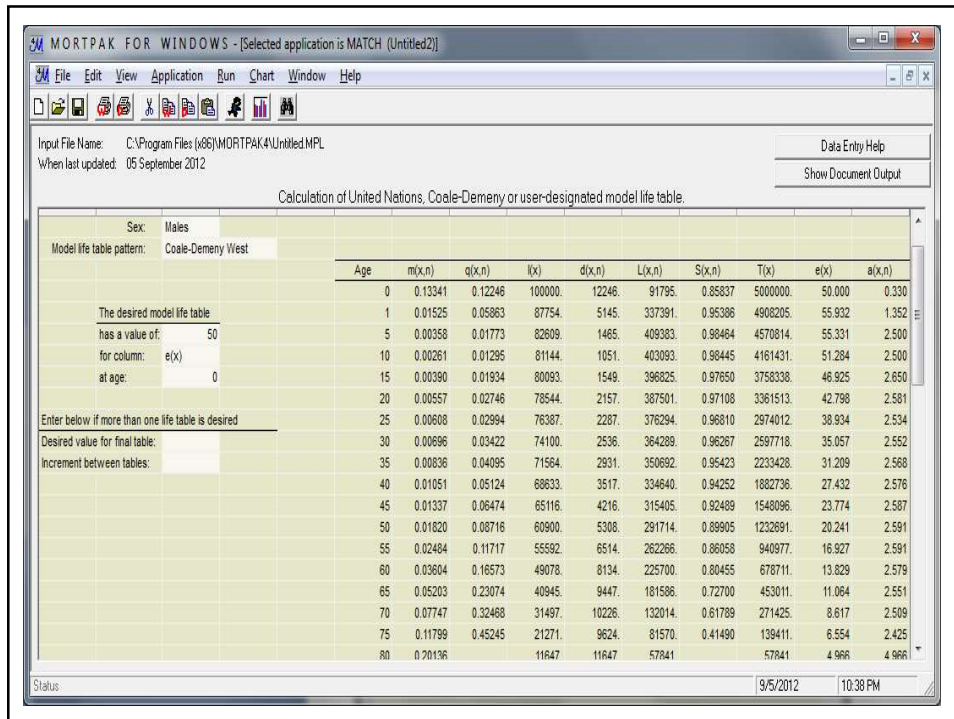 MORTPAK FOR WINDOWS - [Selected application is MATCH (Untitled2)]
File Edit View Application Run Chart Window Help
Input File Name: C:\Program Files (x86)\MORTPAK4\Untitled.MPL
When last updated: 05 September 2012
Data Entry Help
Show Document Output
Calculation of United Nations, Coale-Demeny or user-designated model life table.
Sex: Males
Model life table pattern: Coale-Demeny West
The desired model life table
has a value of: 50
for column: e(x)
at age: 0
Enter below if more than one life table is desired
Desired value for final table:
Increment between tables:
Age m(x,n) q(x,n) l(x) d(x,n) L(x,n) S(x,n) T(x) e(x) a(x,n)
0 0.13341 0.12246 100000. 12246. 91795. 0.85837 5000000. 50.000 0.330
1 0.01525 0.05863 87754. 5145. 337391. 0.95386 4908205. 55.932 1.352
5 0.00358 0.01773 82609. 1465. 409383. 0.98464 4570814. 55.331 2.500
10 0.00261 0.01295 81144. 1051. 403093. 0.98445 4161431. 51.284 2.500
15 0.00390 0.01934 80093. 1549. 396825. 0.97650 3758338. 46.925 2.650
20 0.00557 0.02746 78544. 2157. 387501. 0.97108 3361513. 42.798 2.581
25 0.00608 0.02994 76387. 2287. 376294. 0.96810 2974012. 38.934 2.534
30 0.00696 0.03422 74100. 2536. 364289. 0.96267 2597718. 35.057 2.552
35 0.00836 0.04095 71564. 2931. 350692. 0.95423 2233428. 31.209 2.568
40 0.01051 0.05124 68633. 3517. 334640. 0.94252 1882736. 27.432 2.576
45 0.01337 0.06474 65116. 4216. 315405. 0.92489 1548096. 23.774 2.587
50 0.01820 0.08716 60900. 5308. 291714. 0.89905 1232691. 20.241 2.591
55 0.02484 0.11717 55592. 6514. 262266. 0.86058 940977. 16.927 2.591
60 0.03604 0.16573 49078. 8134. 225700. 0.80455 678711. 13.829 2.579
65 0.05203 0.23074 40945. 9447. 181586. 0.72700 453011. 11.064 2.551
70 0.07747 0.32468 31497. 10226. 132014. 0.61789 271425. 8.617 2.509
75 0.11799 0.45245 21271. 9624. 81570. 0.41490 139411. 6.554 2.425
80 0.20136 11647 11647 57841 57841 4.966 4.966
Status 9/5/2012 10:38 PM